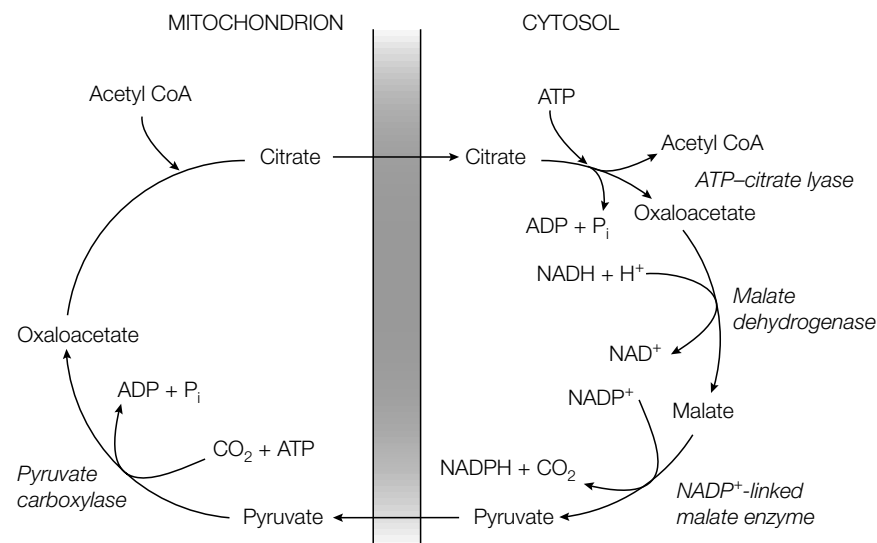 MITOCHONDRION
CYTOSOL
Acetyl CoA
ATP
Citrate
Citrate
Acetyl CoA
ATP–citrate lyase
Oxaloacetate
ADP + Pi
NADH + H+
Malate
dehydrogenase
Oxaloacetate
NAD+
ADP + Pi
NADP+
Malate
CO2 + ATP
NADPH + CO2
Pyruvate
carboxylase
NADP+-linked
malate enzyme
Pyruvate
Pyruvate